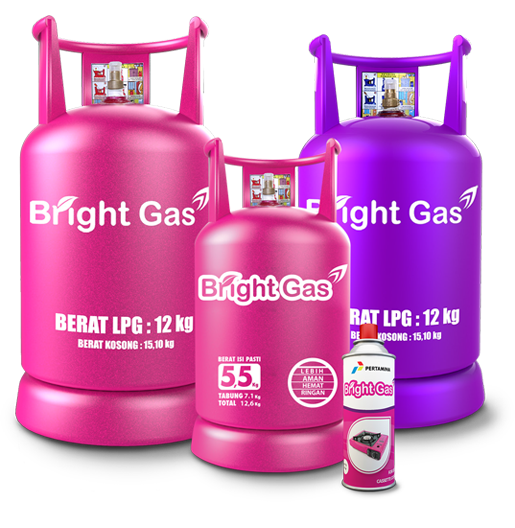 Bright Gas
BERAT LPG : 12 kg
BERAT KOSONG : 15,10 kg
Bright Gas
BERAT LPG : 12 kg
BERAT KOSONG : 15,10 kg
Bright Gas
BERAT ISI PASTI
5,5 Kg
TABUNG 7.1 Kg
TOTAL 12,6 Kg
LEBIH
AMAN
HEMAT
RINGAN
PERTAMINA
Bright Gas